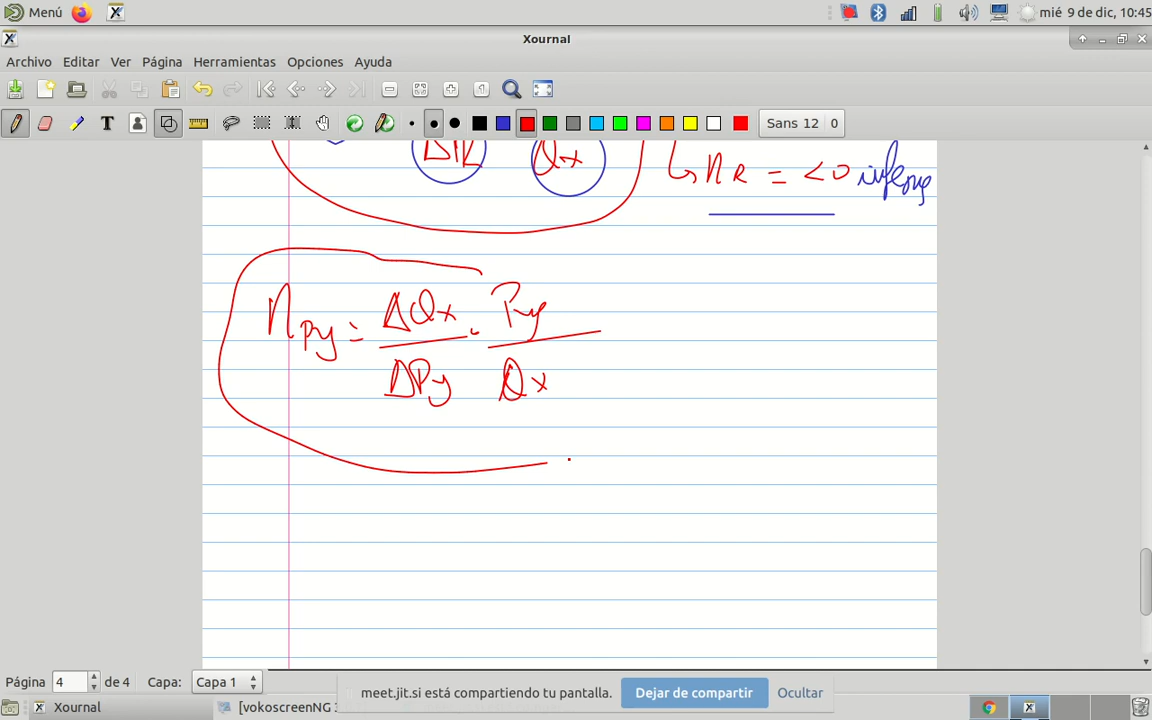 Menú mié 9 de dic, 10:45
Xournal
Archivo Editar Ver Página Herramientas Opciones Ayuda
Sans 12 0
ΔR Qx
↳ ηR = <0
ηPy = ΔQx . Py
ΔPy Qx
Página 4 de 4 Capa: Capa 1
meet.jit.si está compartiendo tu pantalla. Dejar de compartir Ocultar
Xournal [vokoscreenNG 3